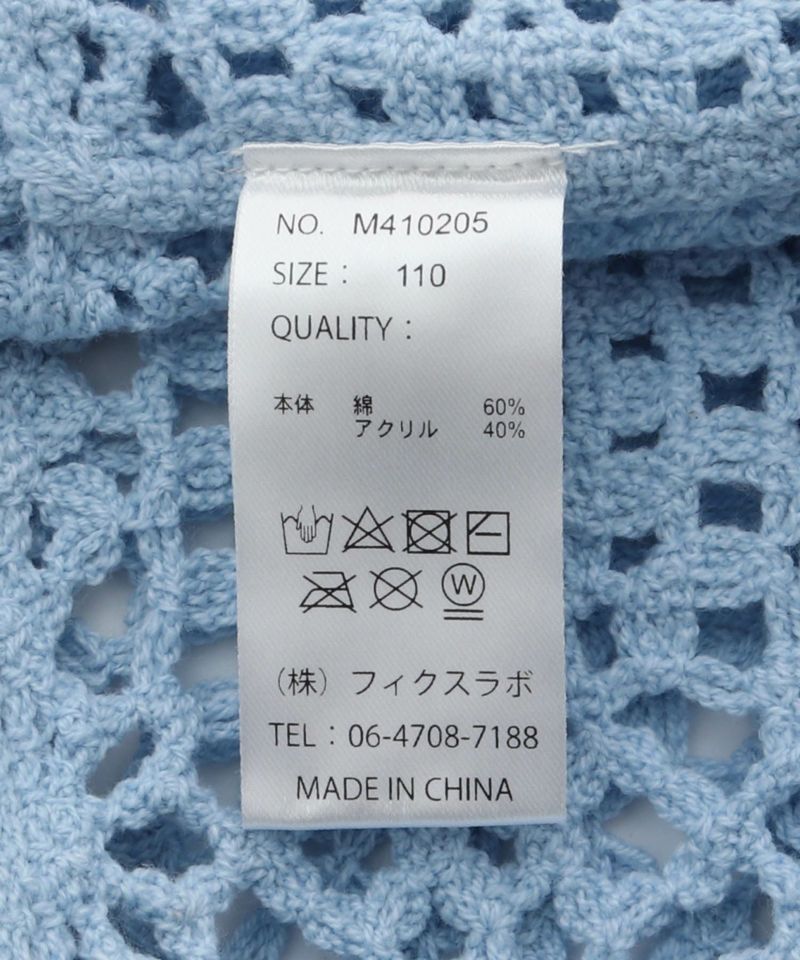 NO. M410205
SIZE : 110
QUALITY :
本体 綿 60%
アクリル 40%
W
(株) フィクスラボ
TEL : 06-4708-7188
MADE IN CHINA